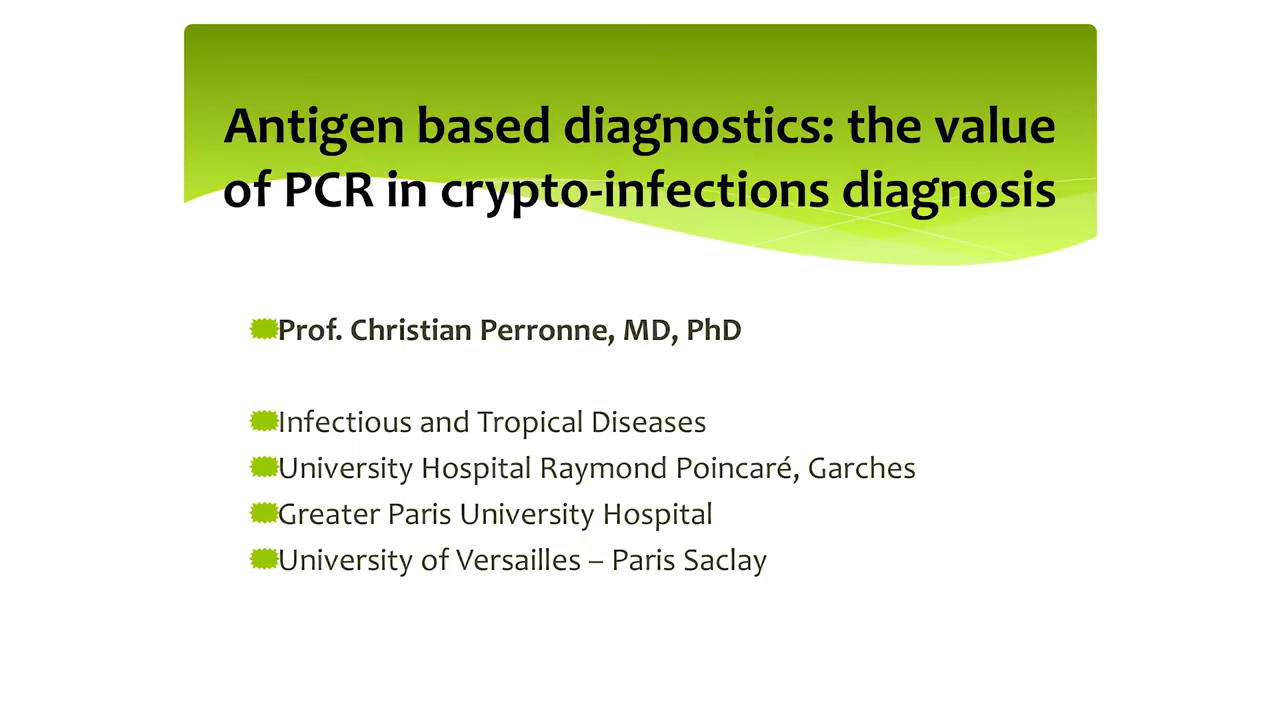 Antigen based diagnostics: the value
of PCR in crypto-infections diagnosis
Prof. Christian Perronne, MD, PhD
Infectious and Tropical Diseases
University Hospital Raymond Poincaré, Garches
Greater Paris University Hospital
University of Versailles – Paris Saclay